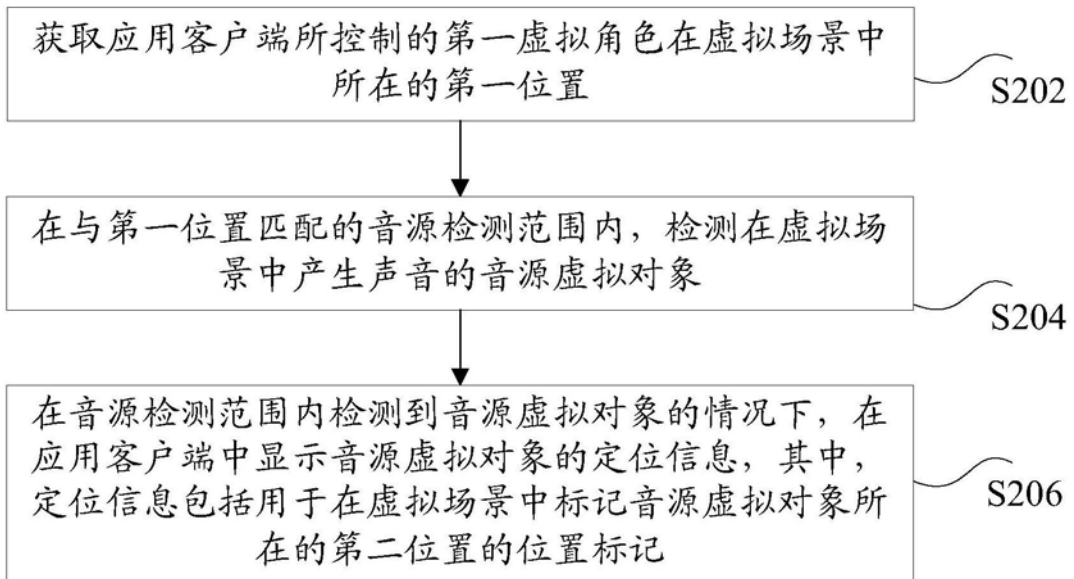 获取应用客户端所控制的第一虚拟角色在虚拟场景中
所在的第一位置
S202
在与第一位置匹配的音源检测范围内，检测在虚拟场
景中产生声音的音源虚拟对象
S204
在音源检测范围内检测到音源虚拟对象的情况下，在
应用客户端中显示音源虚拟对象的定位信息，其中，
定位信息包括用于在虚拟场景中标记音源虚拟对象所
在的第二位置的位置标记
S206